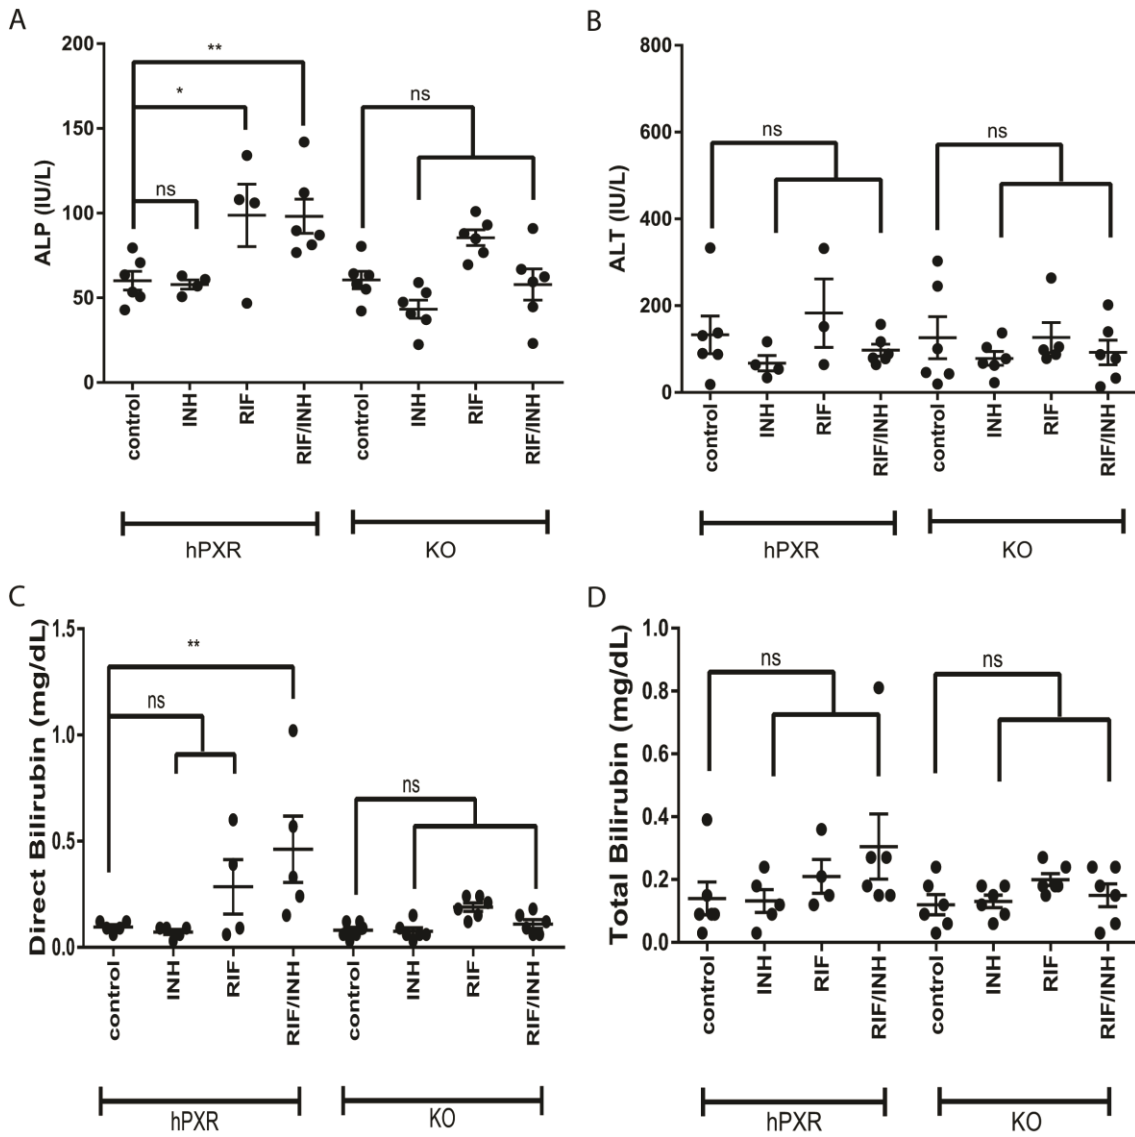 A
ALP (IU/L)
200
150
100
50
0
**
*
ns
ns
control
INH
RIF
RIF/INH
control
INH
RIF
RIF/INH
hPXR
KO
B
ALT (IU/L)
800
600
400
200
0
ns
ns
control
INH
RIF
RIF/INH
control
INH
RIF
RIF/INH
hPXR
KO
C
Direct Bilirubin (mg/dL)
1.5
1.0
0.5
0.0
**
ns
ns
control
INH
RIF
RIF/INH
control
INH
RIF
RIF/INH
hPXR
KO
D
Total Bilirubin (mg/dL)
1.0
0.8
0.6
0.4
0.2
0.0
ns
ns
control
INH
RIF
RIF/INH
control
INH
RIF
RIF/INH
hPXR
KO